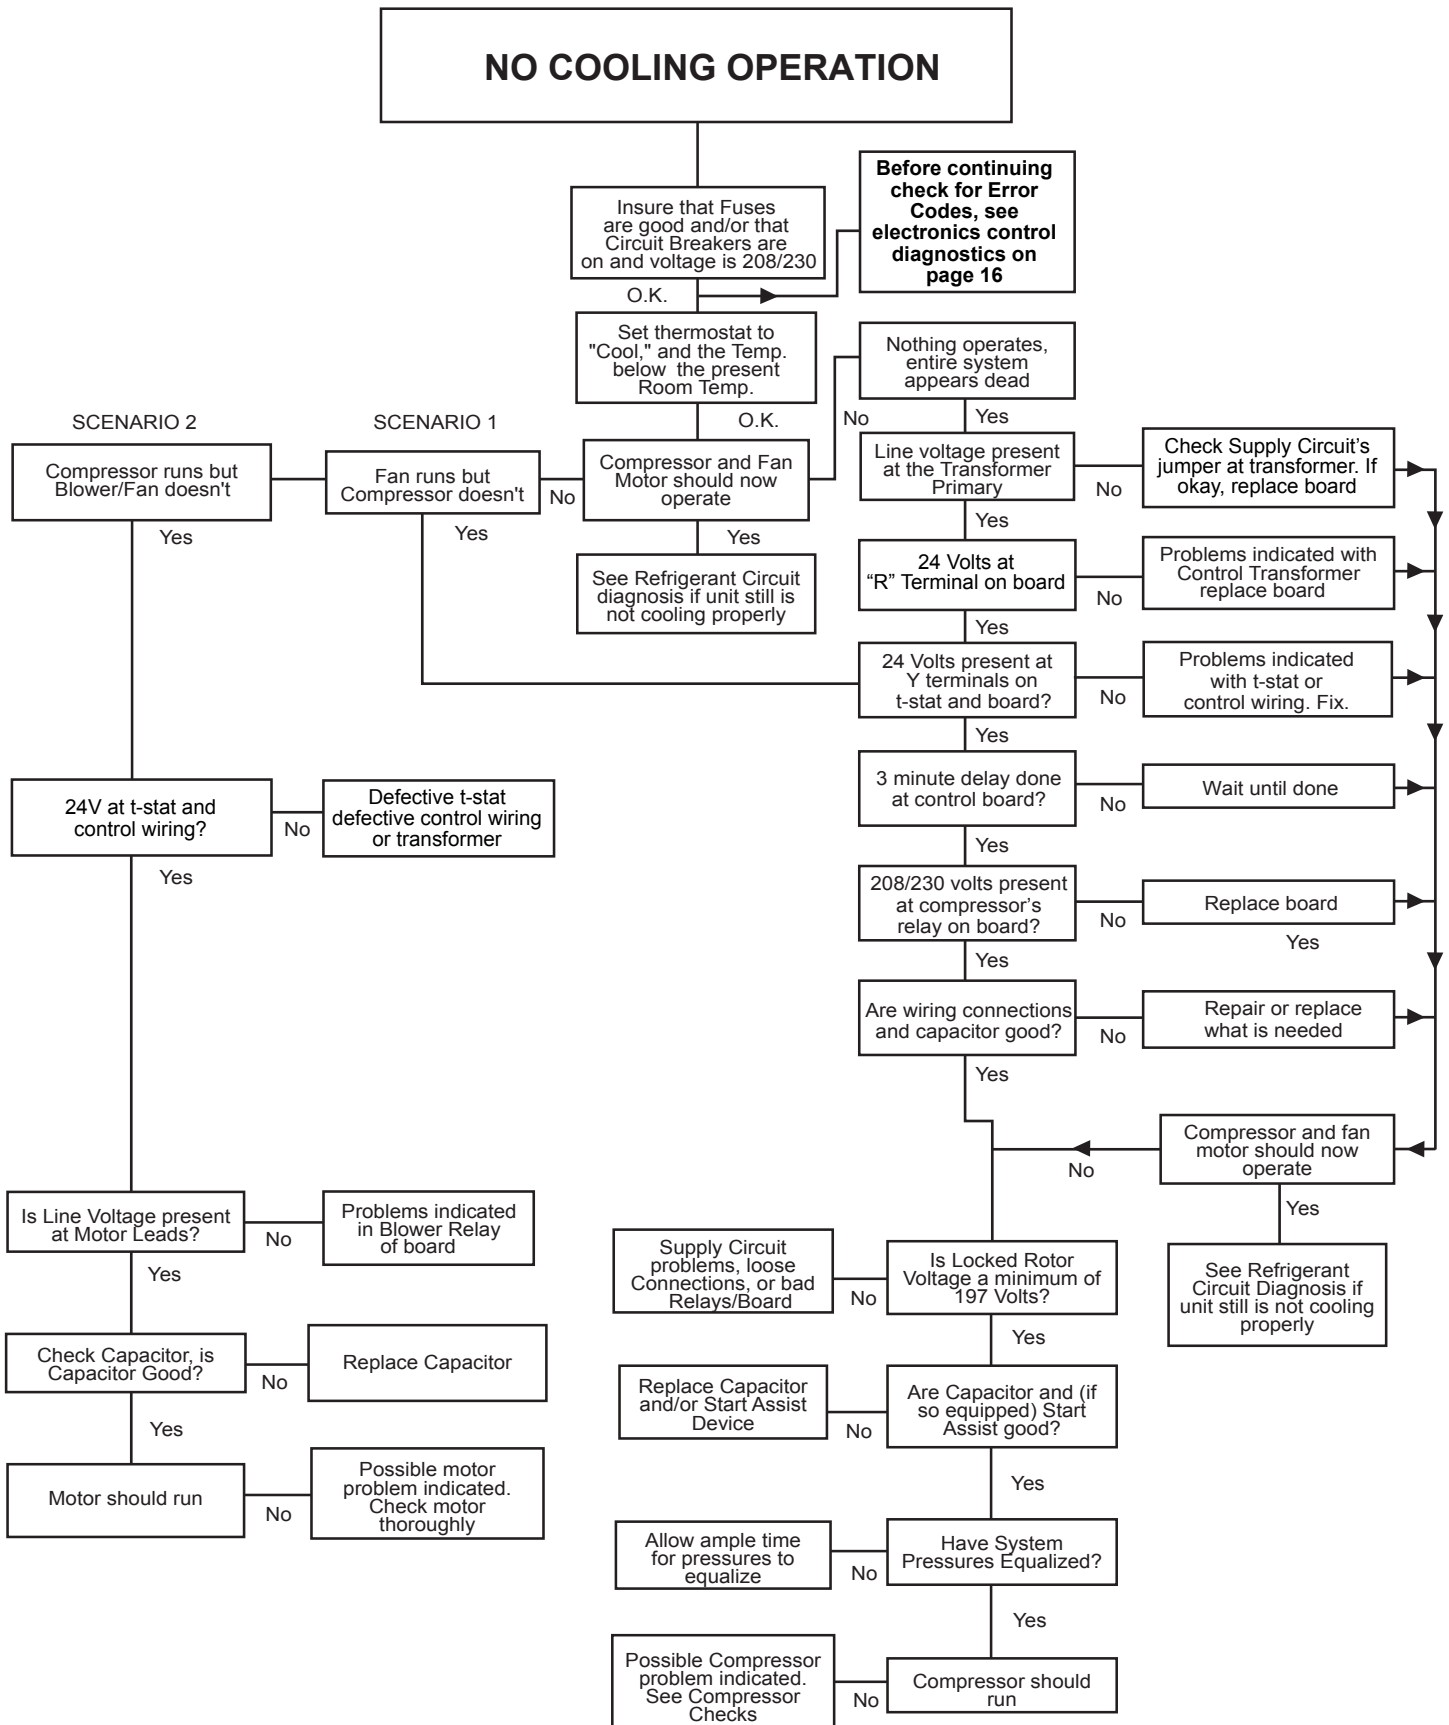 NO COOLING OPERATION
Before continuing
check for Error
Codes, see
electronics control
diagnostics on
page 16
Insure that Fuses
are good and/or that
Circuit Breakers are
on and voltage is 208/230
O.K.
Set thermostat to
"Cool," and the Temp.
below the present
Room Temp.
O.K.
Nothing operates,
entire system
appears dead
No
Yes
SCENARIO 2
SCENARIO 1
Compressor runs but
Blower/Fan doesn't
Yes
Fan runs but
Compressor doesn't
Yes
No
Compressor and Fan
Motor should now
operate
Yes
See Refrigerant Circuit
diagnosis if unit still is
not cooling properly
Line voltage present
at the Transformer
Primary
No
Check Supply Circuit's
jumper at transformer. If
okay, replace board
Yes
24 Volts at
“R” Terminal on board
No
Problems indicated with
Control Transformer
replace board
Yes
24 Volts present at
Y terminals on
t-stat and board?
No
Problems indicated
with t-stat or
control wiring. Fix.
Yes
3 minute delay done
at control board?
No
Wait until done
Yes
24V at t-stat and
control wiring?
No
Defective t-stat
defective control wiring
or transformer
Yes
208/230 volts present
at compressor’s
relay on board?
No
Replace board
Yes
Yes
Are wiring connections
and capacitor good?
No
Repair or replace
what is needed
Yes
Compressor and fan
motor should now
operate
No
Yes
See Refrigerant
Circuit Diagnosis if
unit still is not cooling
properly
Is Line Voltage present
at Motor Leads?
No
Problems indicated
in Blower Relay
of board
Yes
Supply Circuit
problems, loose
Connections, or bad
Relays/Board
No
Is Locked Rotor
Voltage a minimum of
197 Volts?
Yes
Check Capacitor, is
Capacitor Good?
No
Replace Capacitor
Yes
Replace Capacitor
and/or Start Assist
Device
No
Are Capacitor and (if
so equipped) Start
Assist good?
Yes
Motor should run
No
Possible motor
problem indicated.
Check motor
thoroughly
Allow ample time
for pressures to
equalize
No
Have System
Pressures Equalized?
Yes
Possible Compressor
problem indicated.
See Compressor
Checks
No
Compressor should
run